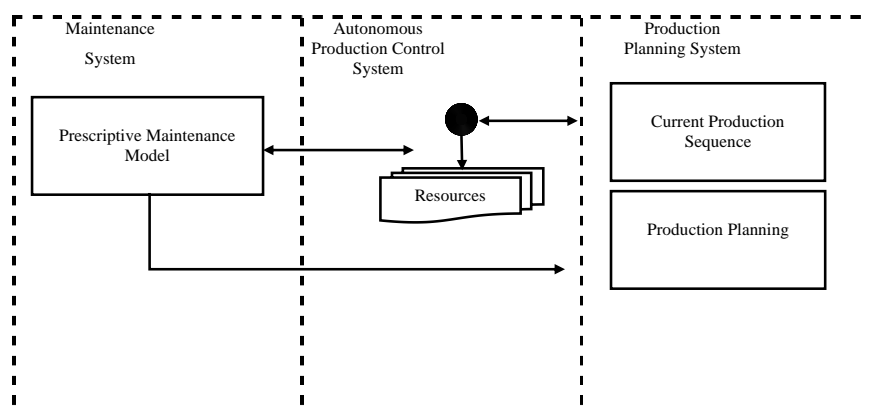 Maintenance
System
Autonomous
Production Control
System
Production
Planning System
Prescriptive Maintenance
Model
Resources
Current Production
Sequence
Production Planning